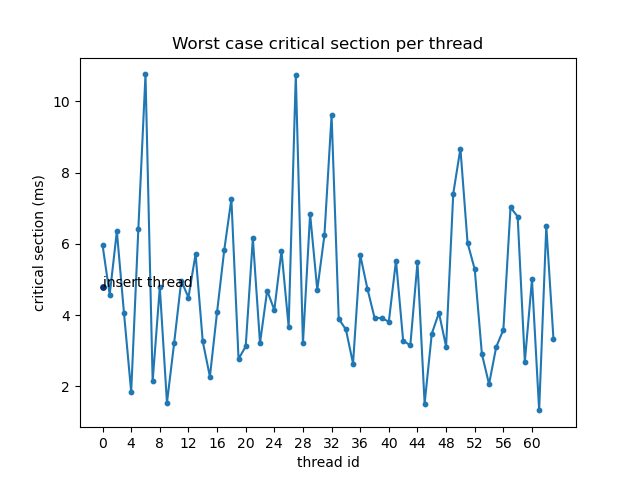 Worst case critical section per thread
critical section (ms)
10
8
6
4
2
insert thread
0 4 8 12 16 20 24 28 32 36 40 44 48 52 56 60
thread id